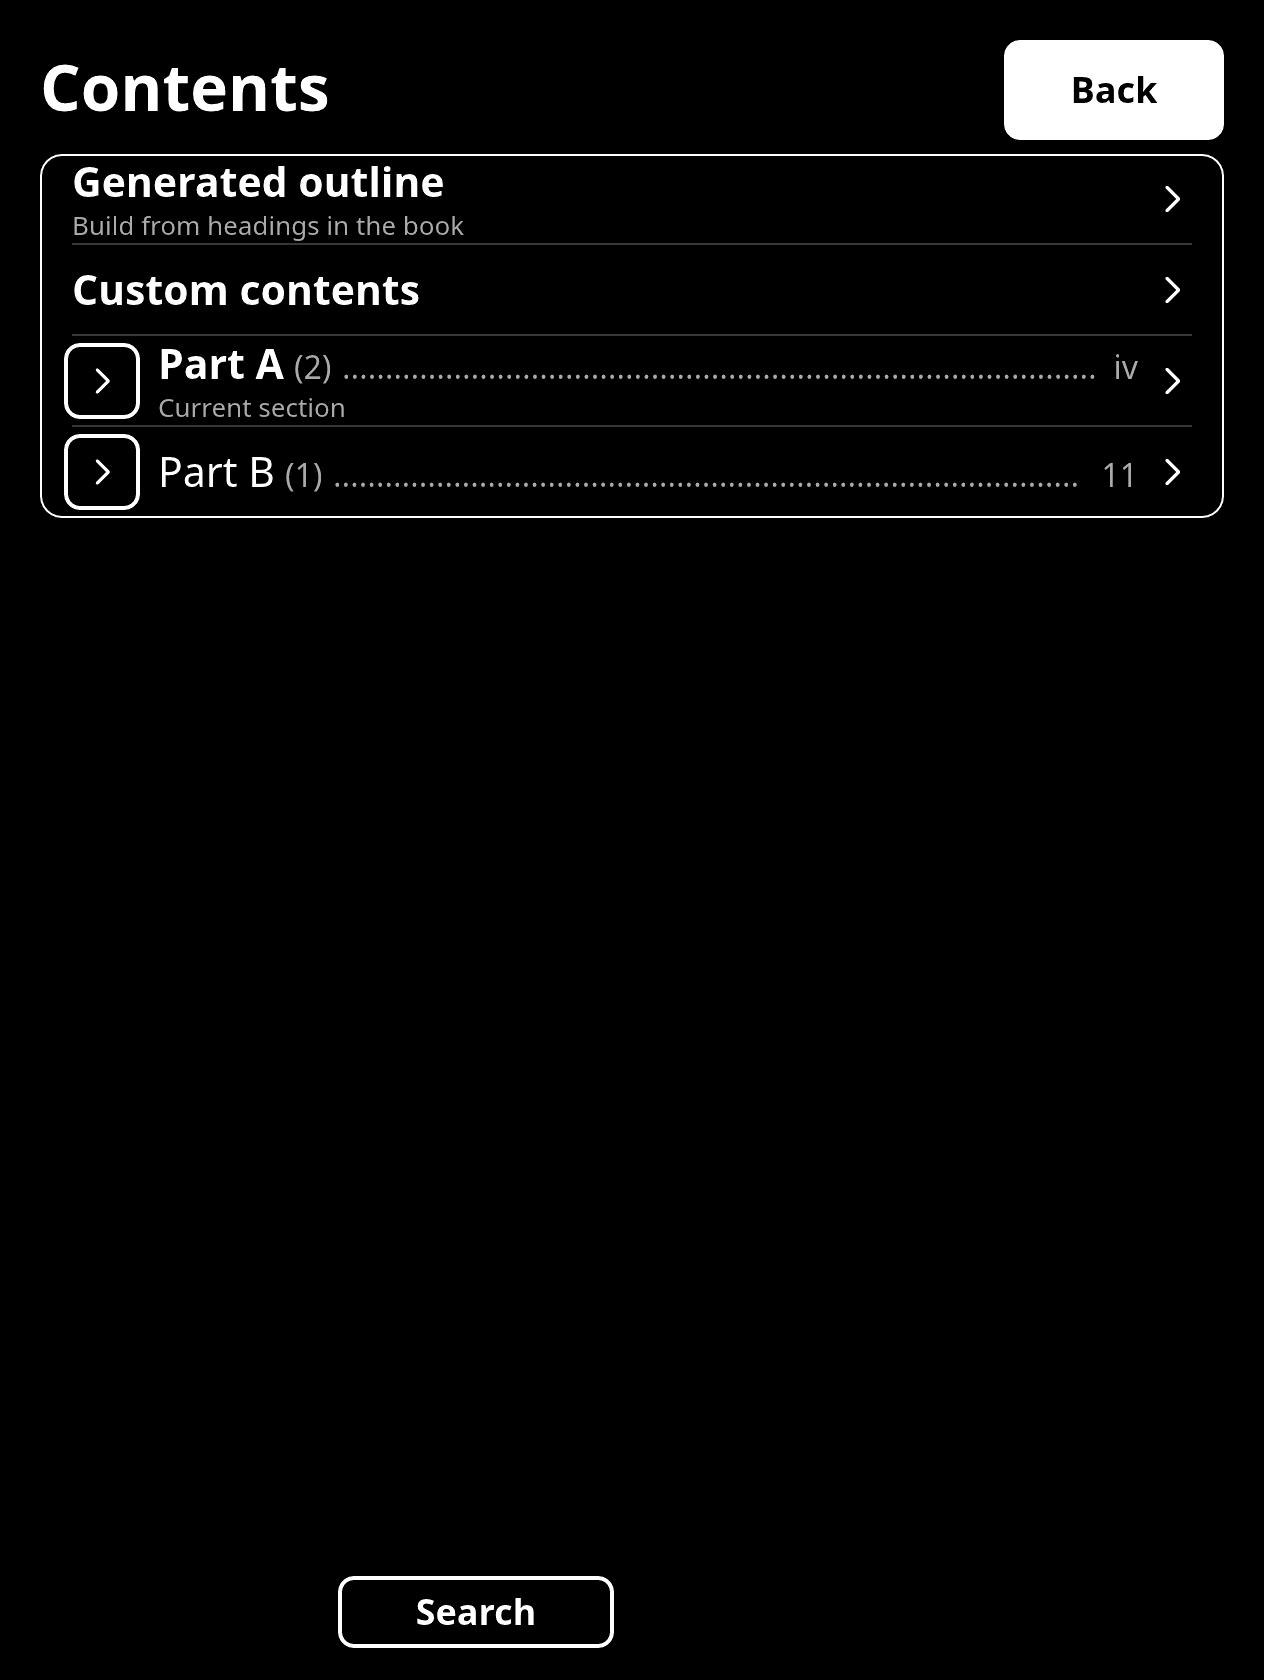 Contents
Back
Generated outline
Build from headings in the book
Custom contents
Part A (2) ........................................................................................ iv
Current section
Part B (1) ....................................................................................... 11
Search